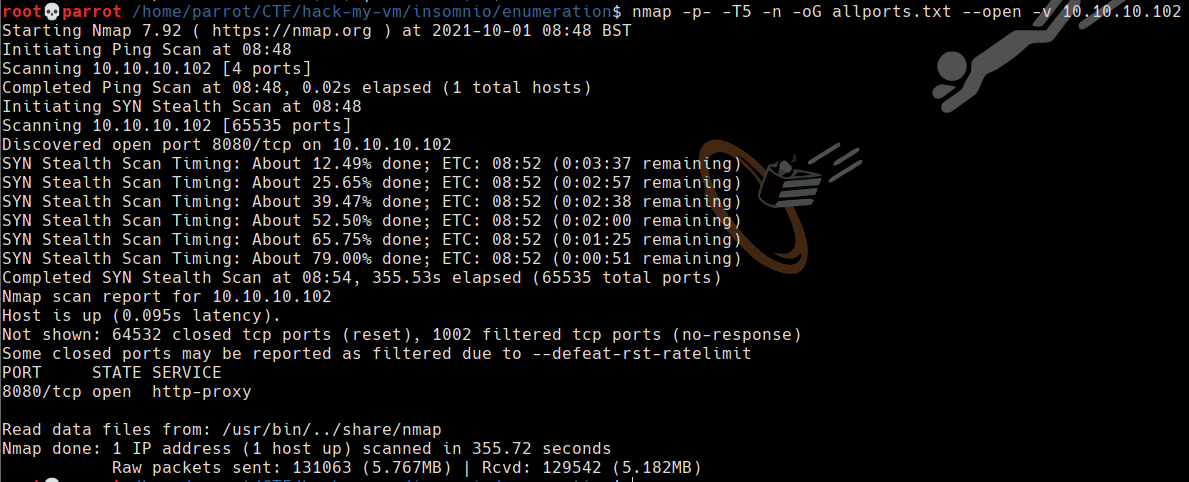 root💀parrot /home/parrot/CTF/hack-my-vm/insomnio/enumeration$ nmap -p- -T5 -n -oG allports.txt --open -v 10.10.10.102
Starting Nmap 7.92 ( https://nmap.org ) at 2021-10-01 08:48 BST
Initiating Ping Scan at 08:48
Scanning 10.10.10.102 [4 ports]
Completed Ping Scan at 08:48, 0.02s elapsed (1 total hosts)
Initiating SYN Stealth Scan at 08:48
Scanning 10.10.10.102 [65535 ports]
Discovered open port 8080/tcp on 10.10.10.102
SYN Stealth Scan Timing: About 12.49% done; ETC: 08:52 (0:03:37 remaining)
SYN Stealth Scan Timing: About 25.65% done; ETC: 08:52 (0:02:57 remaining)
SYN Stealth Scan Timing: About 39.47% done; ETC: 08:52 (0:02:38 remaining)
SYN Stealth Scan Timing: About 52.50% done; ETC: 08:52 (0:02:00 remaining)
SYN Stealth Scan Timing: About 65.75% done; ETC: 08:52 (0:01:25 remaining)
SYN Stealth Scan Timing: About 79.00% done; ETC: 08:52 (0:00:51 remaining)
Completed SYN Stealth Scan at 08:54, 355.53s elapsed (65535 total ports)
Nmap scan report for 10.10.10.102
Host is up (0.095s latency).
Not shown: 64532 closed tcp ports (reset), 1002 filtered tcp ports (no-response)
Some closed ports may be reported as filtered due to --defeat-rst-ratelimit
PORT     STATE SERVICE
8080/tcp open  http-proxy

Read data files from: /usr/bin/../share/nmap
Nmap done: 1 IP address (1 host up) scanned in 355.72 seconds
           Raw packets sent: 131063 (5.767MB) | Rcvd: 129542 (5.182MB)